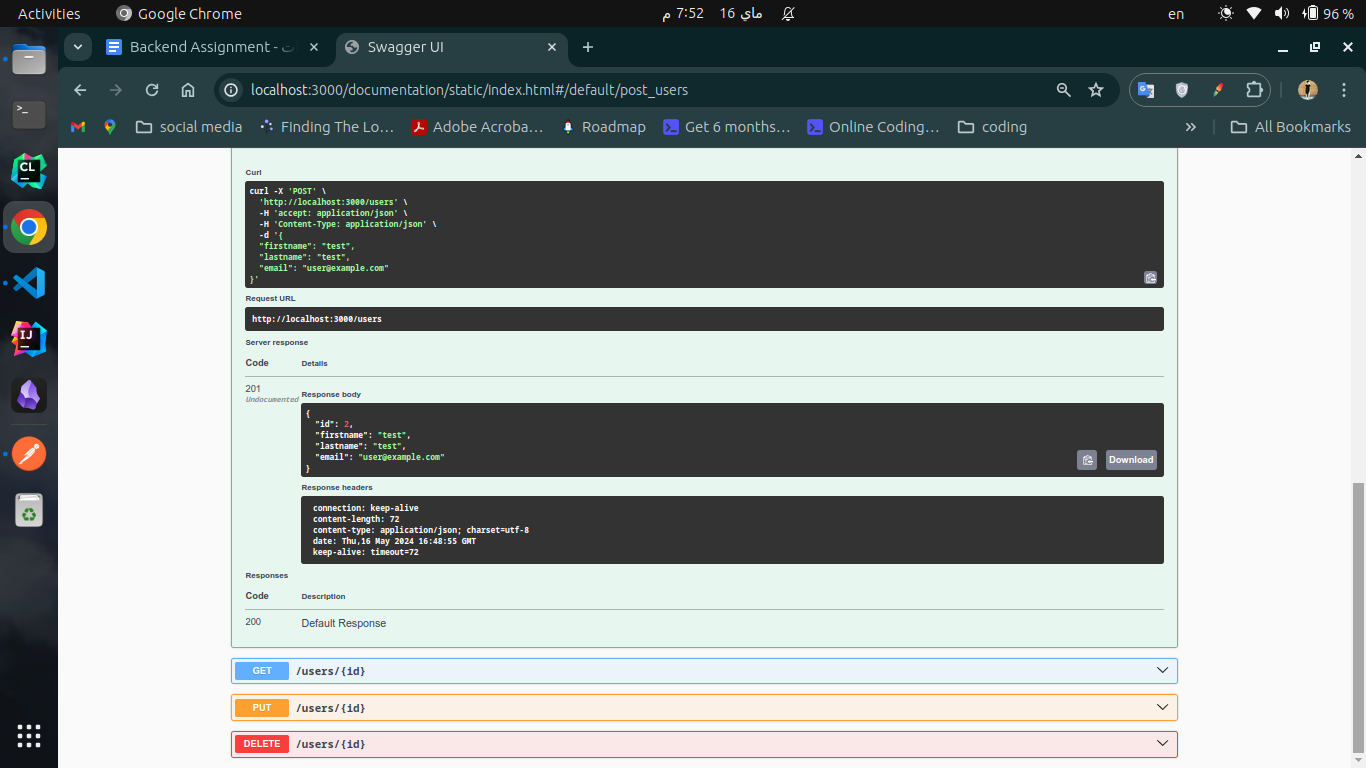 Activities
Google Chrome
م 7:52 16 ماي
en
96 %
Backend Assignment -
Swagger UI
localhost:3000/documentation/static/index.html#/default/post_users
social media
Finding The Lo...
Adobe Acroba...
Roadmap
Get 6 months...
Online Coding...
coding
»
All Bookmarks
Curl
curl -X 'POST' \
'http://localhost:3000/users' \
-H 'accept: application/json' \
-H 'Content-Type: application/json' \
-d '{
"firstname": "test",
"lastname": "test",
"email": "user@example.com"
}'
Request URL
http://localhost:3000/users
Server response
Code Details
201
Undocumented
Response body
{
"id": 2,
"firstname": "test",
"lastname": "test",
"email": "user@example.com"
}
Download
Response headers
connection: keep-alive
content-length: 72
content-type: application/json; charset=utf-8
date: Thu,16 May 2024 16:48:55 GMT
keep-alive: timeout=72
Responses
Code Description
200 Default Response
GET /users/{id}
PUT /users/{id}
DELETE /users/{id}
CL
IJ